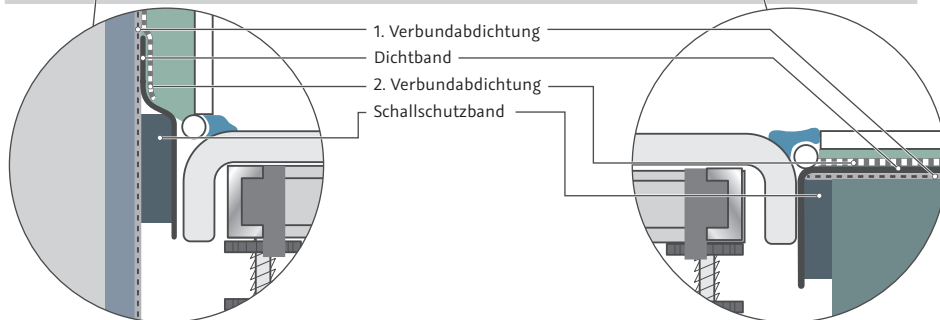 1. Verbundabdichtung
Dichtband
2. Verbundabdichtung
Schallschutzband